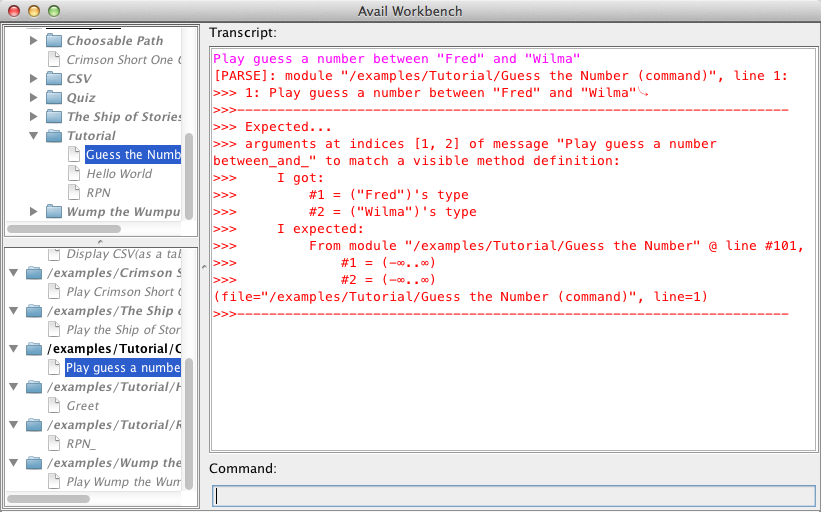 Avail Workbench
Choosable Path
Crimson Short One
CSV
Quiz
The Ship of Stories
Tutorial
Guess the Numb
Hello World
RPN
Wump the Wumpu
Display CSV(as a tab
/examples/Crimson S
Play Crimson Short
/examples/The Ship
Play the Ship of Stor
/examples/Tutorial/
Play guess a numbe
/examples/Tutorial/
Greet
/examples/Tutorial/
RPN_
/examples/Wump the
Play Wump the Wum
Transcript:
Play guess a number between "Fred" and "Wilma"
[PARSE]: module "/examples/Tutorial/Guess the Number (command)", line 1:
>>> 1: Play guess a number between "Fred" and "Wilma"⤷
>>>---------------------------------------------------------------------
>>> Expected...
>>> arguments at indices [1, 2] of message "Play guess a number
between_and_" to match a visible method definition:
>>>     I got:
>>>         #1 = ("Fred")'s type
>>>         #2 = ("Wilma")'s type
>>>     I expected:
>>>         From module "/examples/Tutorial/Guess the Number" @ line #101,
>>>             #1 = (−∞..∞)
>>>             #2 = (−∞..∞)
(file="/examples/Tutorial/Guess the Number (command)", line=1)
>>>---------------------------------------------------------------------
Command: